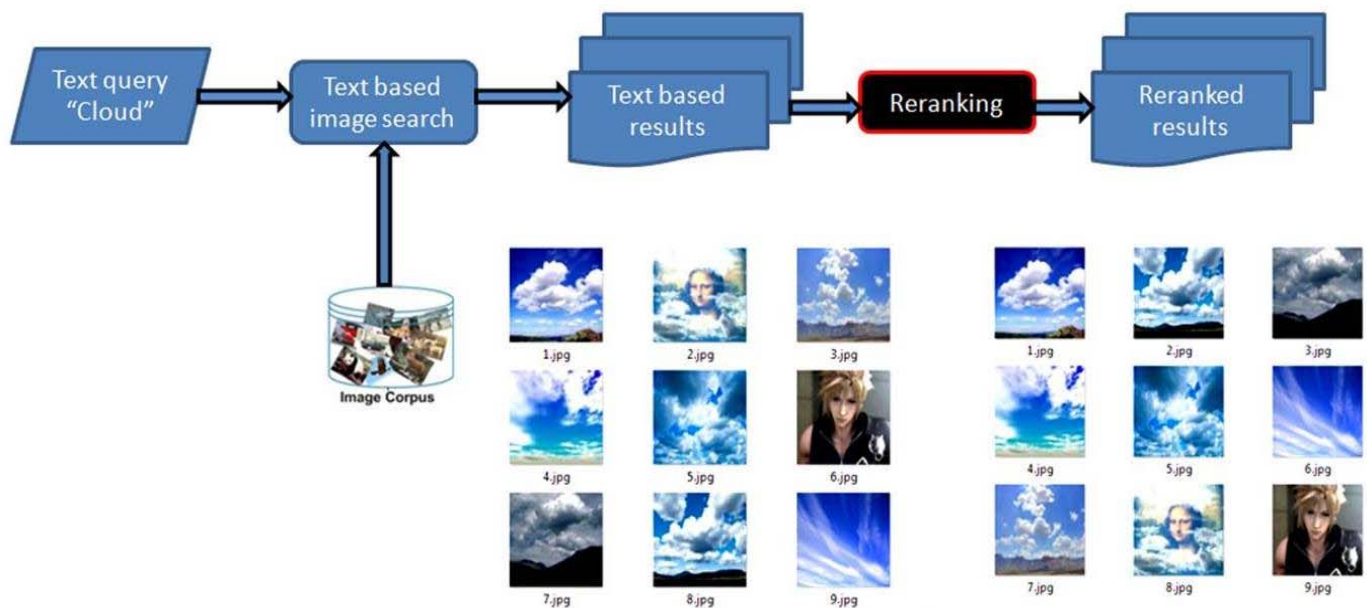 Text query
“Cloud”
Text based
image search
Text based
results
Reranking
Reranked
results
Image Corpus
1.jpg
2.jpg
3.jpg
4.jpg
5.jpg
6.jpg
7.jpg
8.jpg
9.jpg
1.jpg
2.jpg
3.jpg
4.jpg
5.jpg
6.jpg
7.jpg
8.jpg
9.jpg